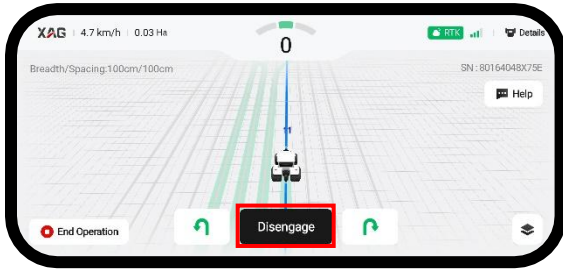 XAG 4.7 km/h 0.03 Ha
0
RTK
Details
Breadth/Spacing:100cm/100cm
SN : 80164048X75E
Help
11
End Operation
Disengage